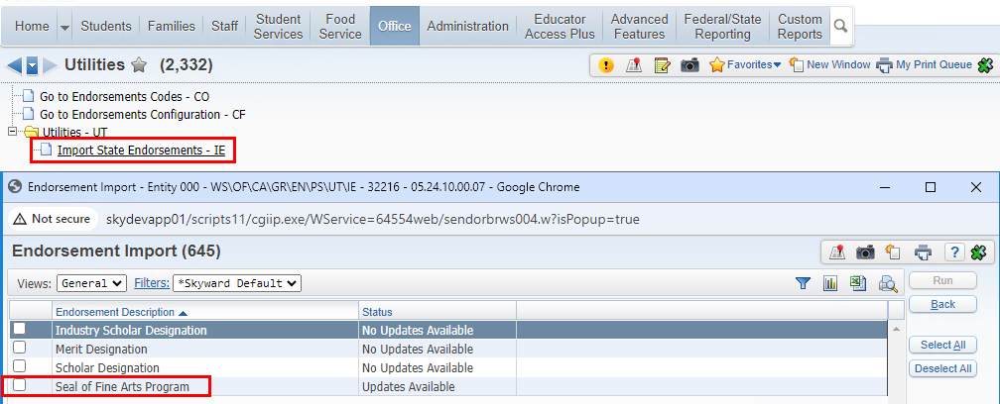 Home Students Families Staff Student Services Food Service Office Administration Educator Access Plus Advanced Features Federal/State Reporting Custom Reports
Utilities (2,332) Favorites New Window My Print Queue
Go to Endorsements Codes - CO
Go to Endorsements Configuration - CF
Utilities - UT
Import State Endorsements - IE
Endorsement Import - Entity 000 - WS\OF\CA\GR\EN\PS\UT\IE - 32216 - 05.24.10.00.07 - Google Chrome
Not secure skydevapp01/scripts11/cgiip.exe/WService=64554web/sendorbrws004.w?isPopup=true
Endorsement Import (645) ?
Views: General Filters: *Skyward Default Run
Back
Endorsement Description Status
Industry Scholar Designation No Updates Available
Merit Designation No Updates Available Select All
Scholar Designation No Updates Available Deselect All
Seal of Fine Arts Program Updates Available